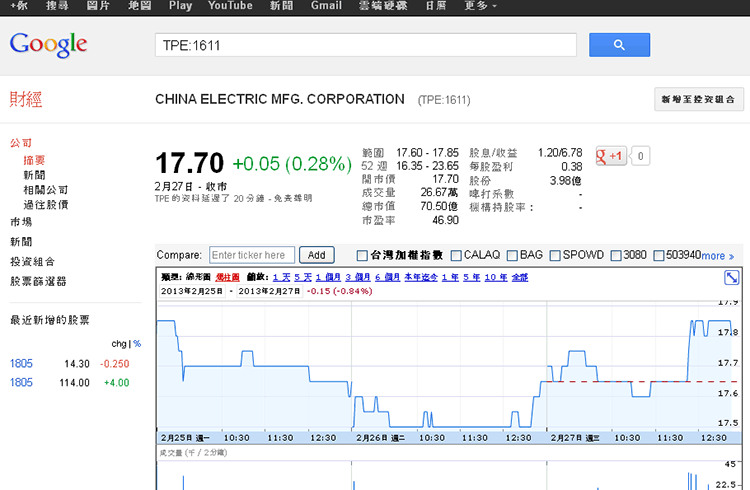 +你 搜尋 圖片 地圖 Play YouTube 新聞 Gmail 雲端硬碟 日曆 更多
Google TPE:1611
財經 CHINA ELECTRIC MFG. CORPORATION (TPE:1611) 新增至投資組合
公司
摘要
新聞
相關公司
過往股價
市場
新聞
投資組合
股票篩選器
最近新增的股票
chg | %
1805 14.30 -0.250
1805 114.00 +4.00
17.70 +0.05 (0.28%)
2月27日 - 收市
TPE 的資料延遲了 20 分鐘 - 免責聲明
範圍 17.60 - 17.85
52 週 16.35 - 23.65
開市價 17.70
成交量 26.67萬
總市值 70.50億
市盈率 46.90
股息/收益 1.20/6.78
每股盈利 0.38
股份 3.98億
啤打系數 -
機構持股率： -
g +1 0
Compare: Enter ticker here Add 台灣加權指數 CALAQ BAG SPOWD 3080 503940 more »
類型： 線形圖 燭柱圖 縮放： 1 天 5 天 1 個月 3 個月 6 個月 本年迄今 1 年 5 年 10 年 全部
2013年2月25日 - 2013年2月27日 -0.15 (-0.84%)
17.9
17.8
17.7
17.6
17.5
2月25日 週一 10:30 11:30 12:30 2月26日 週二 10:30 11:30 12:30 2月27日 週三 10:30 11:30 12:30
成交量 (千 / 2分鐘)
45
22.5